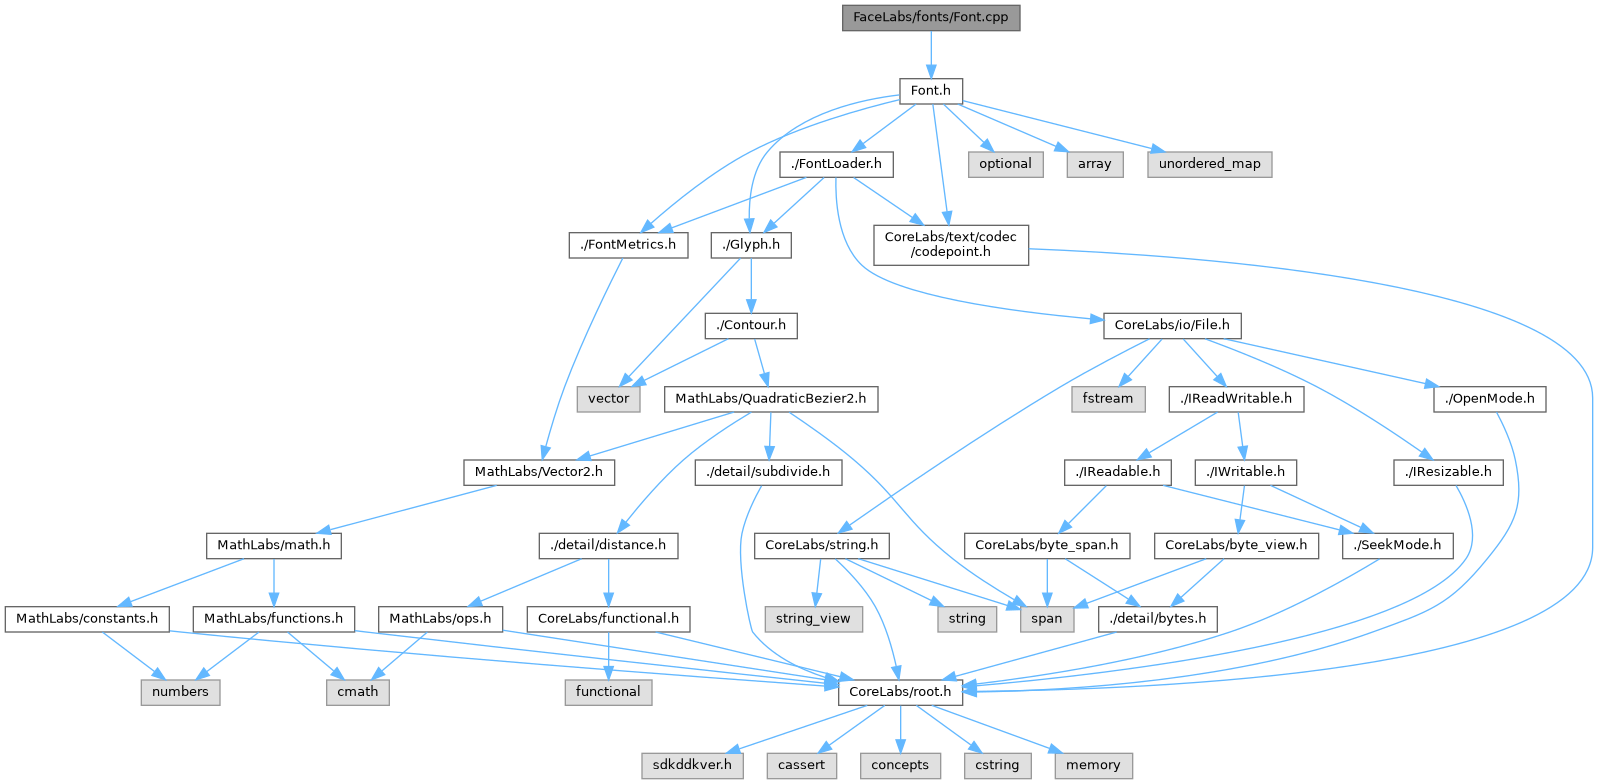 FaceLabs/fonts/Font.cpp
Font.h
./FontLoader.h
optional
array
unordered_map
./FontMetrics.h
./Glyph.h
CoreLabs/text/codec
/codepoint.h
./Contour.h
CoreLabs/io/File.h
vector
MathLabs/QuadraticBezier2.h
fstream
./IReadWritable.h
./OpenMode.h
MathLabs/Vector2.h
./detail/subdivide.h
./IReadable.h
./IWritable.h
./IResizable.h
MathLabs/math.h
./detail/distance.h
CoreLabs/string.h
CoreLabs/byte_span.h
CoreLabs/byte_view.h
./SeekMode.h
MathLabs/constants.h
MathLabs/functions.h
MathLabs/ops.h
CoreLabs/functional.h
string_view
string
span
./detail/bytes.h
numbers
cmath
functional
CoreLabs/root.h
sdkddkver.h
cassert
concepts
cstring
memory